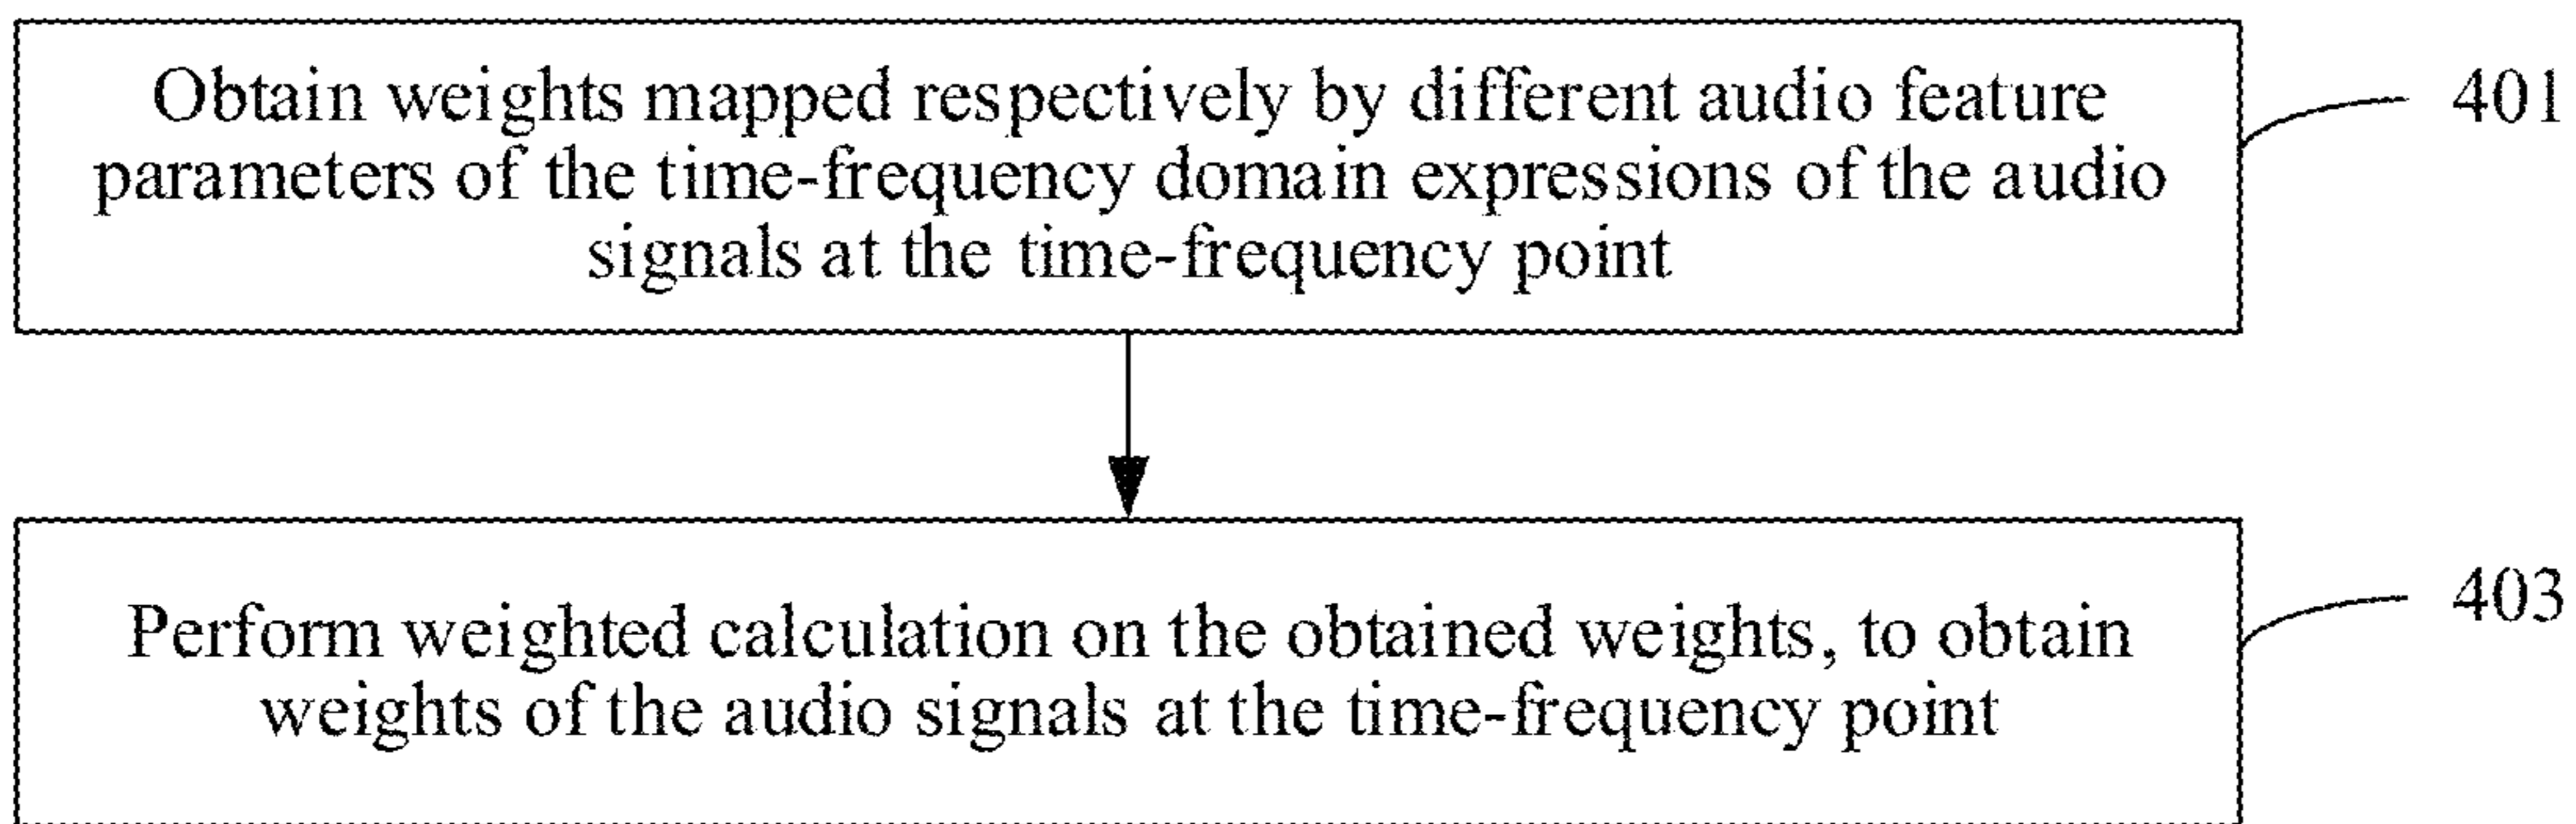 Obtain weights mapped respectively by different audio feature
parameters of the time-frequency domain expressions of the audio
signals at the time-frequency point
401
Perform weighted calculation on the obtained weights, to obtain
weights of the audio signals at the time-frequency point
403